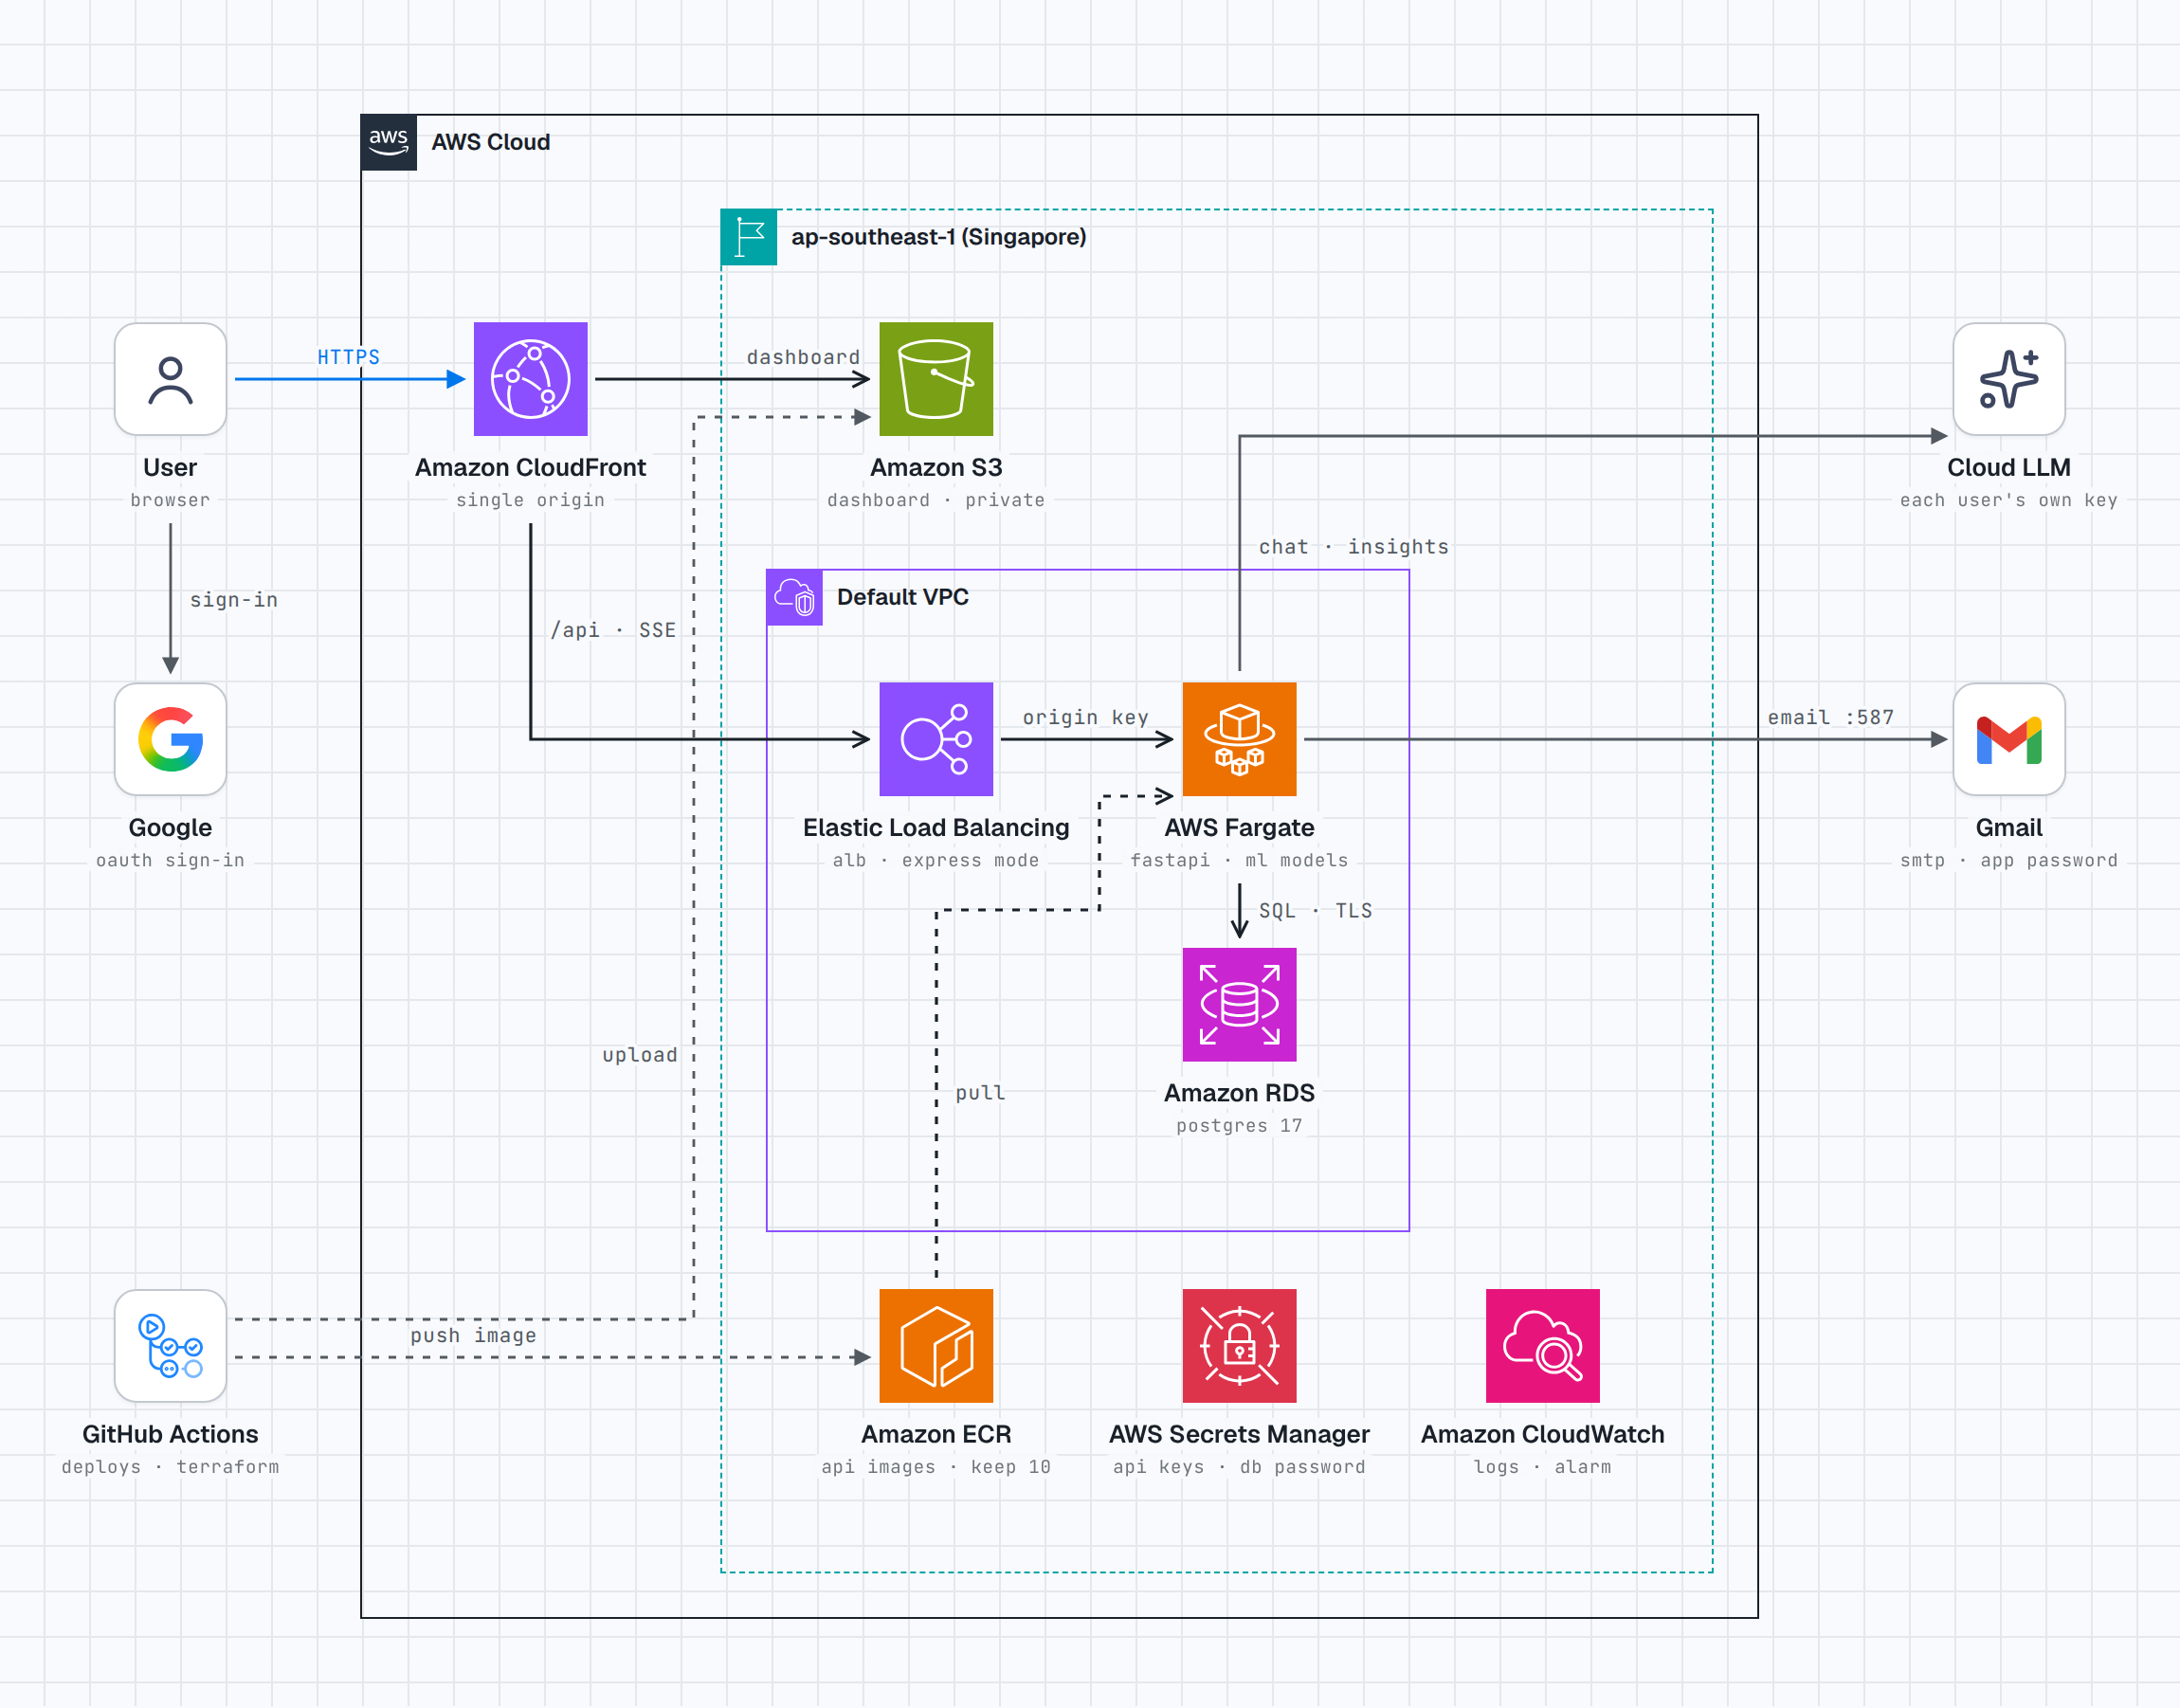 aws
AWS Cloud
ap-southeast-1 (Singapore)
HTTPS
dashboard
User
browser
Amazon CloudFront
single origin
Amazon S3
dashboard · private
Cloud LLM
each user's own key
chat · insights
sign-in
/api · SSE
Default VPC
origin key
email :587
Google
oauth sign-in
Elastic Load Balancing
alb · express mode
AWS Fargate
fastapi · ml models
Gmail
smtp · app password
SQL · TLS
upload
pull
Amazon RDS
postgres 17
push image
GitHub Actions
deploys · terraform
Amazon ECR
api images · keep 10
AWS Secrets Manager
api keys · db password
Amazon CloudWatch
logs · alarm